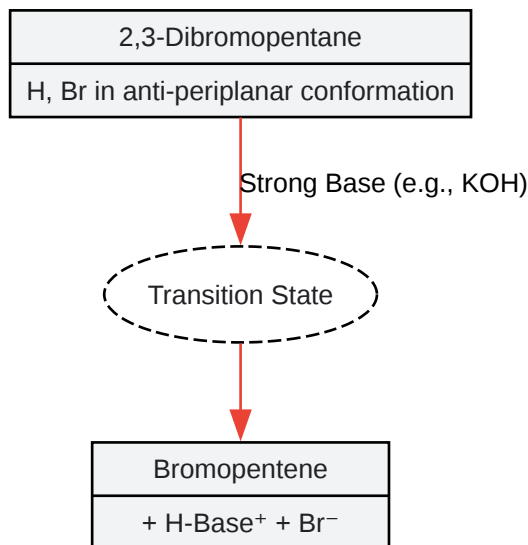 2,3-Dibromopentane
H, Br in anti-periplanar conformation
Strong Base (e.g., KOH)
Transition State
Bromopentene
+ H-Base⁺ + Br⁻